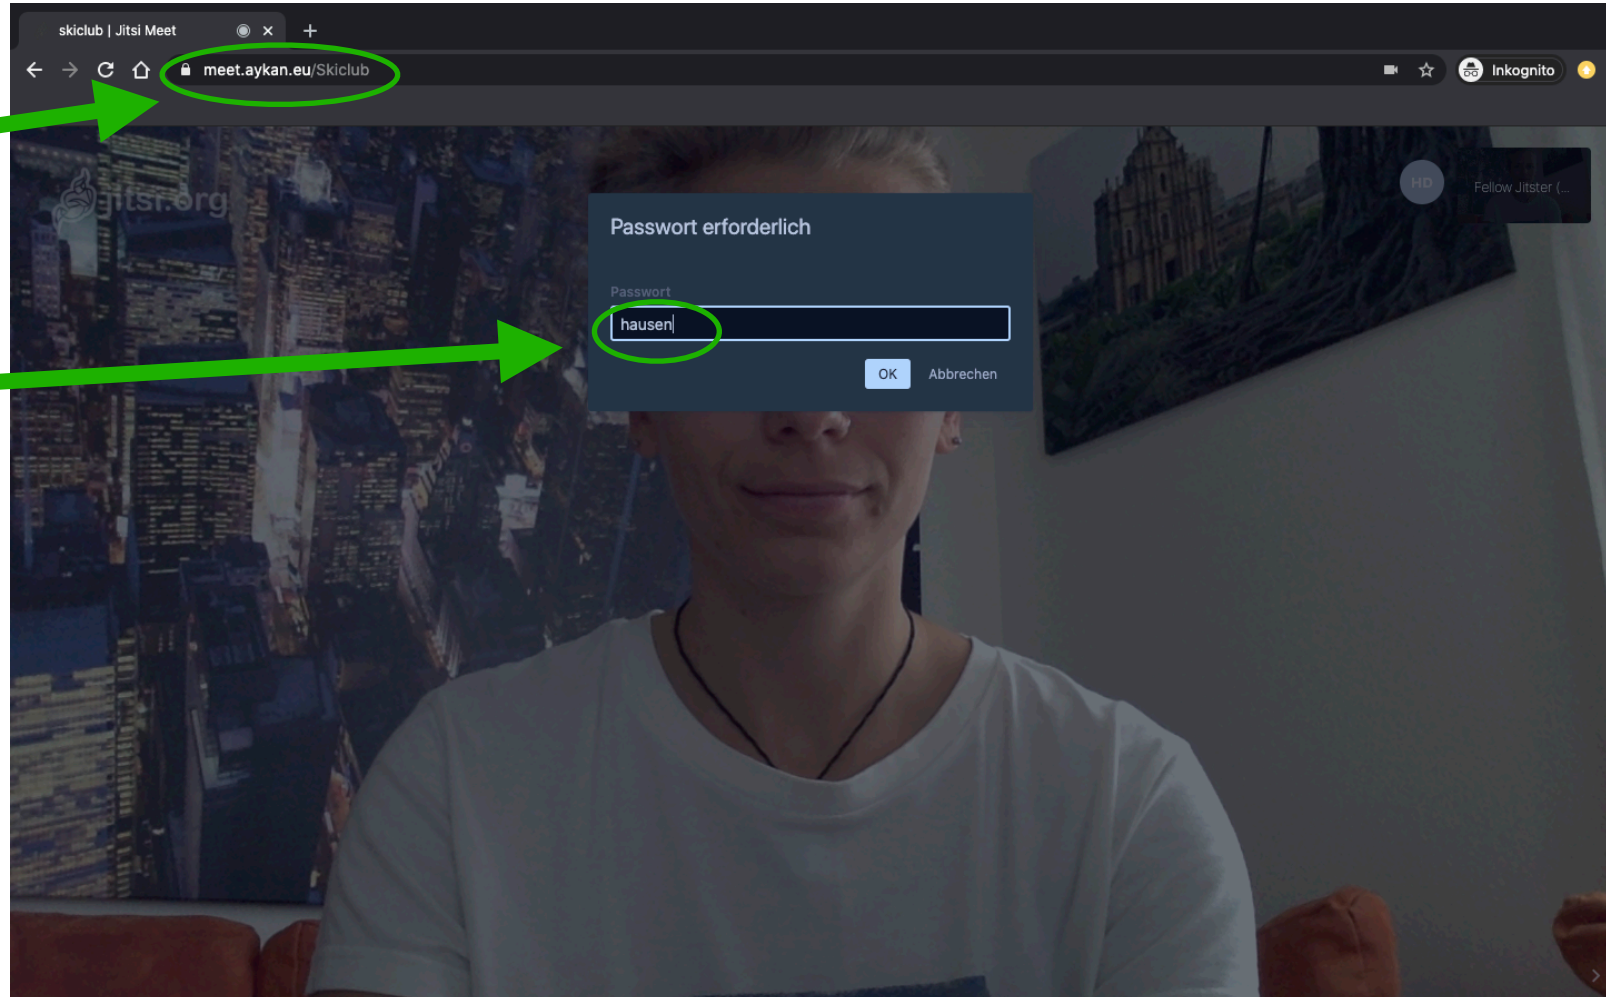 skiclub | Jitsi Meet
meet.aykan.eu/Skiclub
Inkognito
jitsi.org
HD
Fellow Jitster (...
Passwort erforderlich
Passwort
hausen
OK
Abbrechen